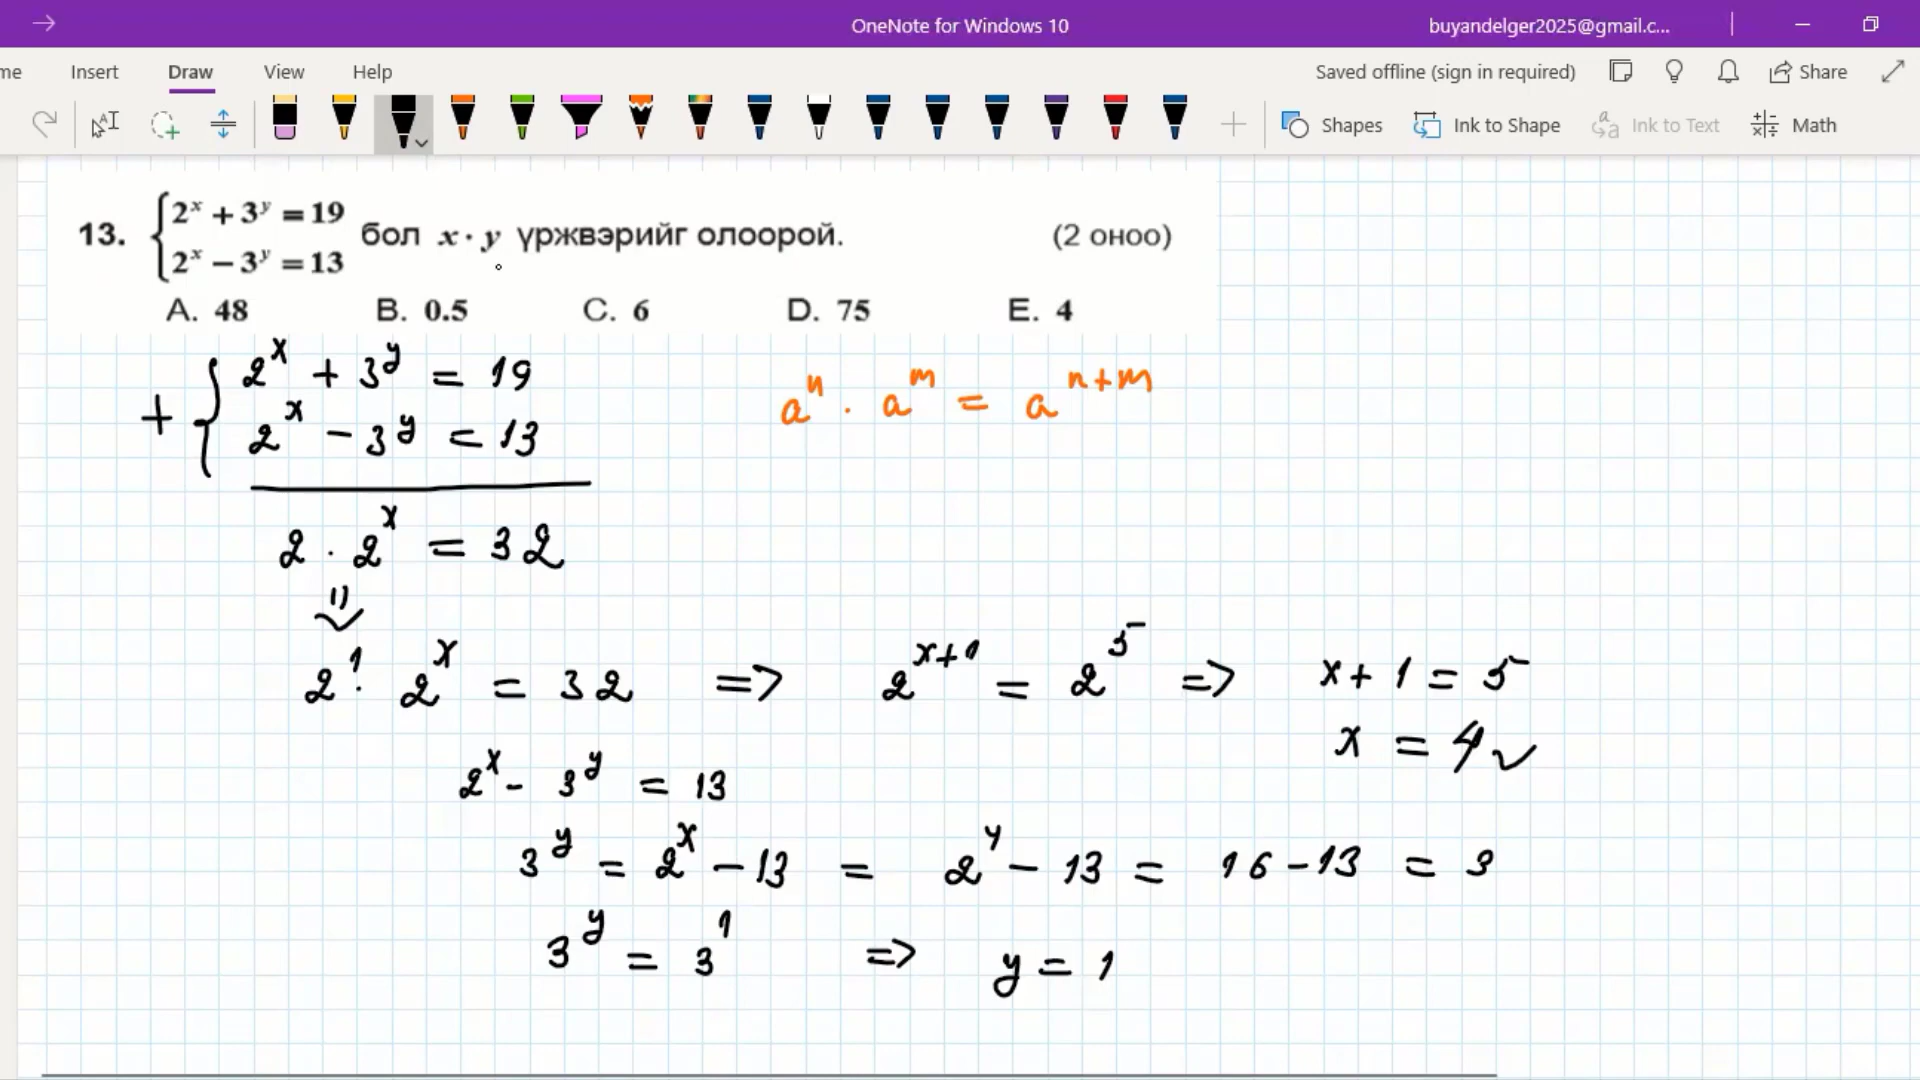 OneNote for Windows 10
buyandelger2025@gmail.c...
me Insert Draw View Help
Saved offline (sign in required) Share
Shapes Ink to Shape Ink to Text Math
13. { 2^x + 3^y = 19
2^x − 3^y = 13 бол x · y үржвэрийг олоорой. (2 оноо)
A. 48 B. 0.5 C. 6 D. 75 E. 4
2^x + 3^y = 19
+ { 2^x − 3^y = 13
a^n · a^m = a^{n+m}
2 · 2^x = 32
2^1 · 2^x = 32 => 2^{x+1} = 2^5 => x + 1 = 5
x = 4
2^x − 3^y = 13
3^y = 2^x − 13 = 2^4 − 13 = 16 − 13 = 3
3^y = 3^1 => y = 1